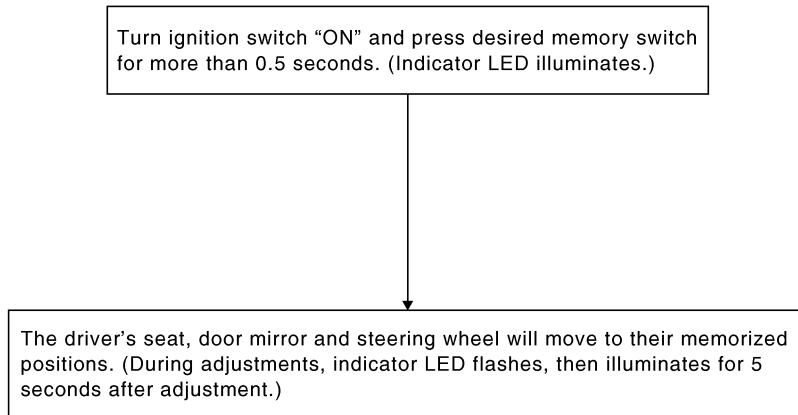 Turn ignition switch “ON” and press desired memory switch
for more than 0.5 seconds. (Indicator LED illuminates.)
The driver’s seat, door mirror and steering wheel will move to their memorized
positions. (During adjustments, indicator LED flashes, then illuminates for 5
seconds after adjustment.)